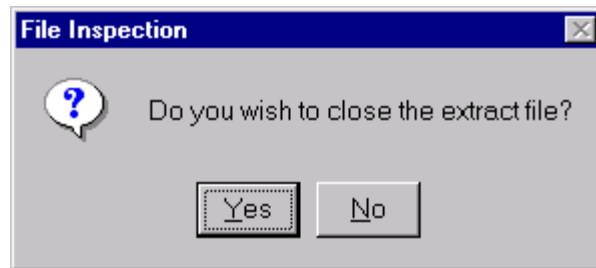 File Inspection
Do you wish to close the extract file?
Yes No